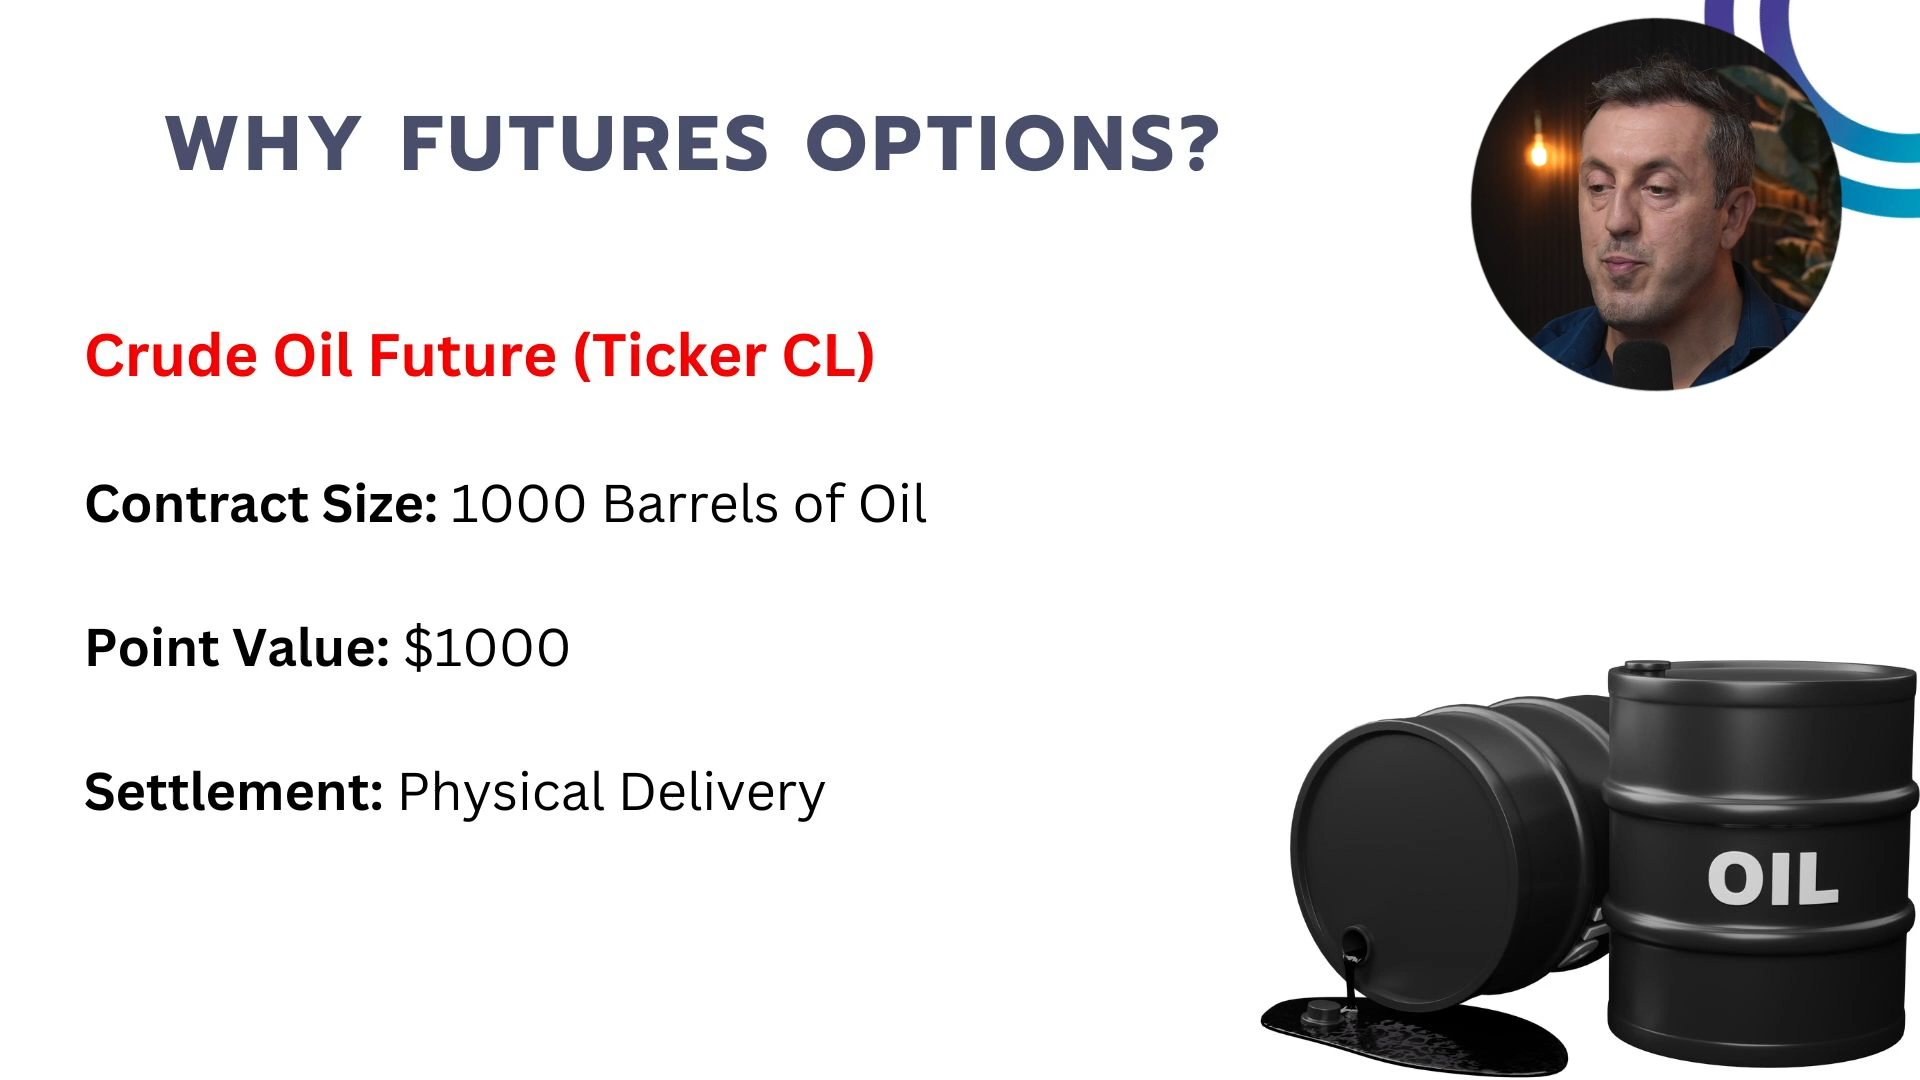 WHY FUTURES OPTIONS?
Crude Oil Future (Ticker CL)
Contract Size: 1000 Barrels of Oil
Point Value: $1000
Settlement: Physical Delivery
OIL